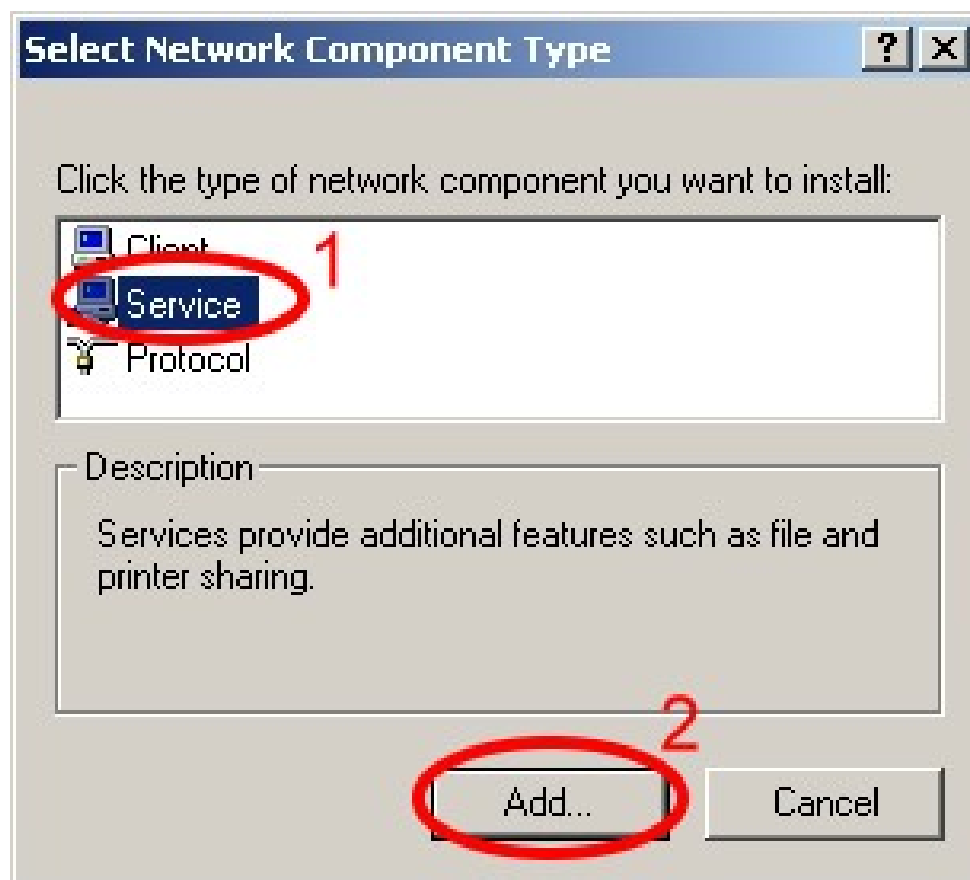 Select Network Component Type
Click the type of network component you want to install:
Client
1
Service
Protocol
Description
Services provide additional features such as file and
printer sharing.
2
Add...
Cancel